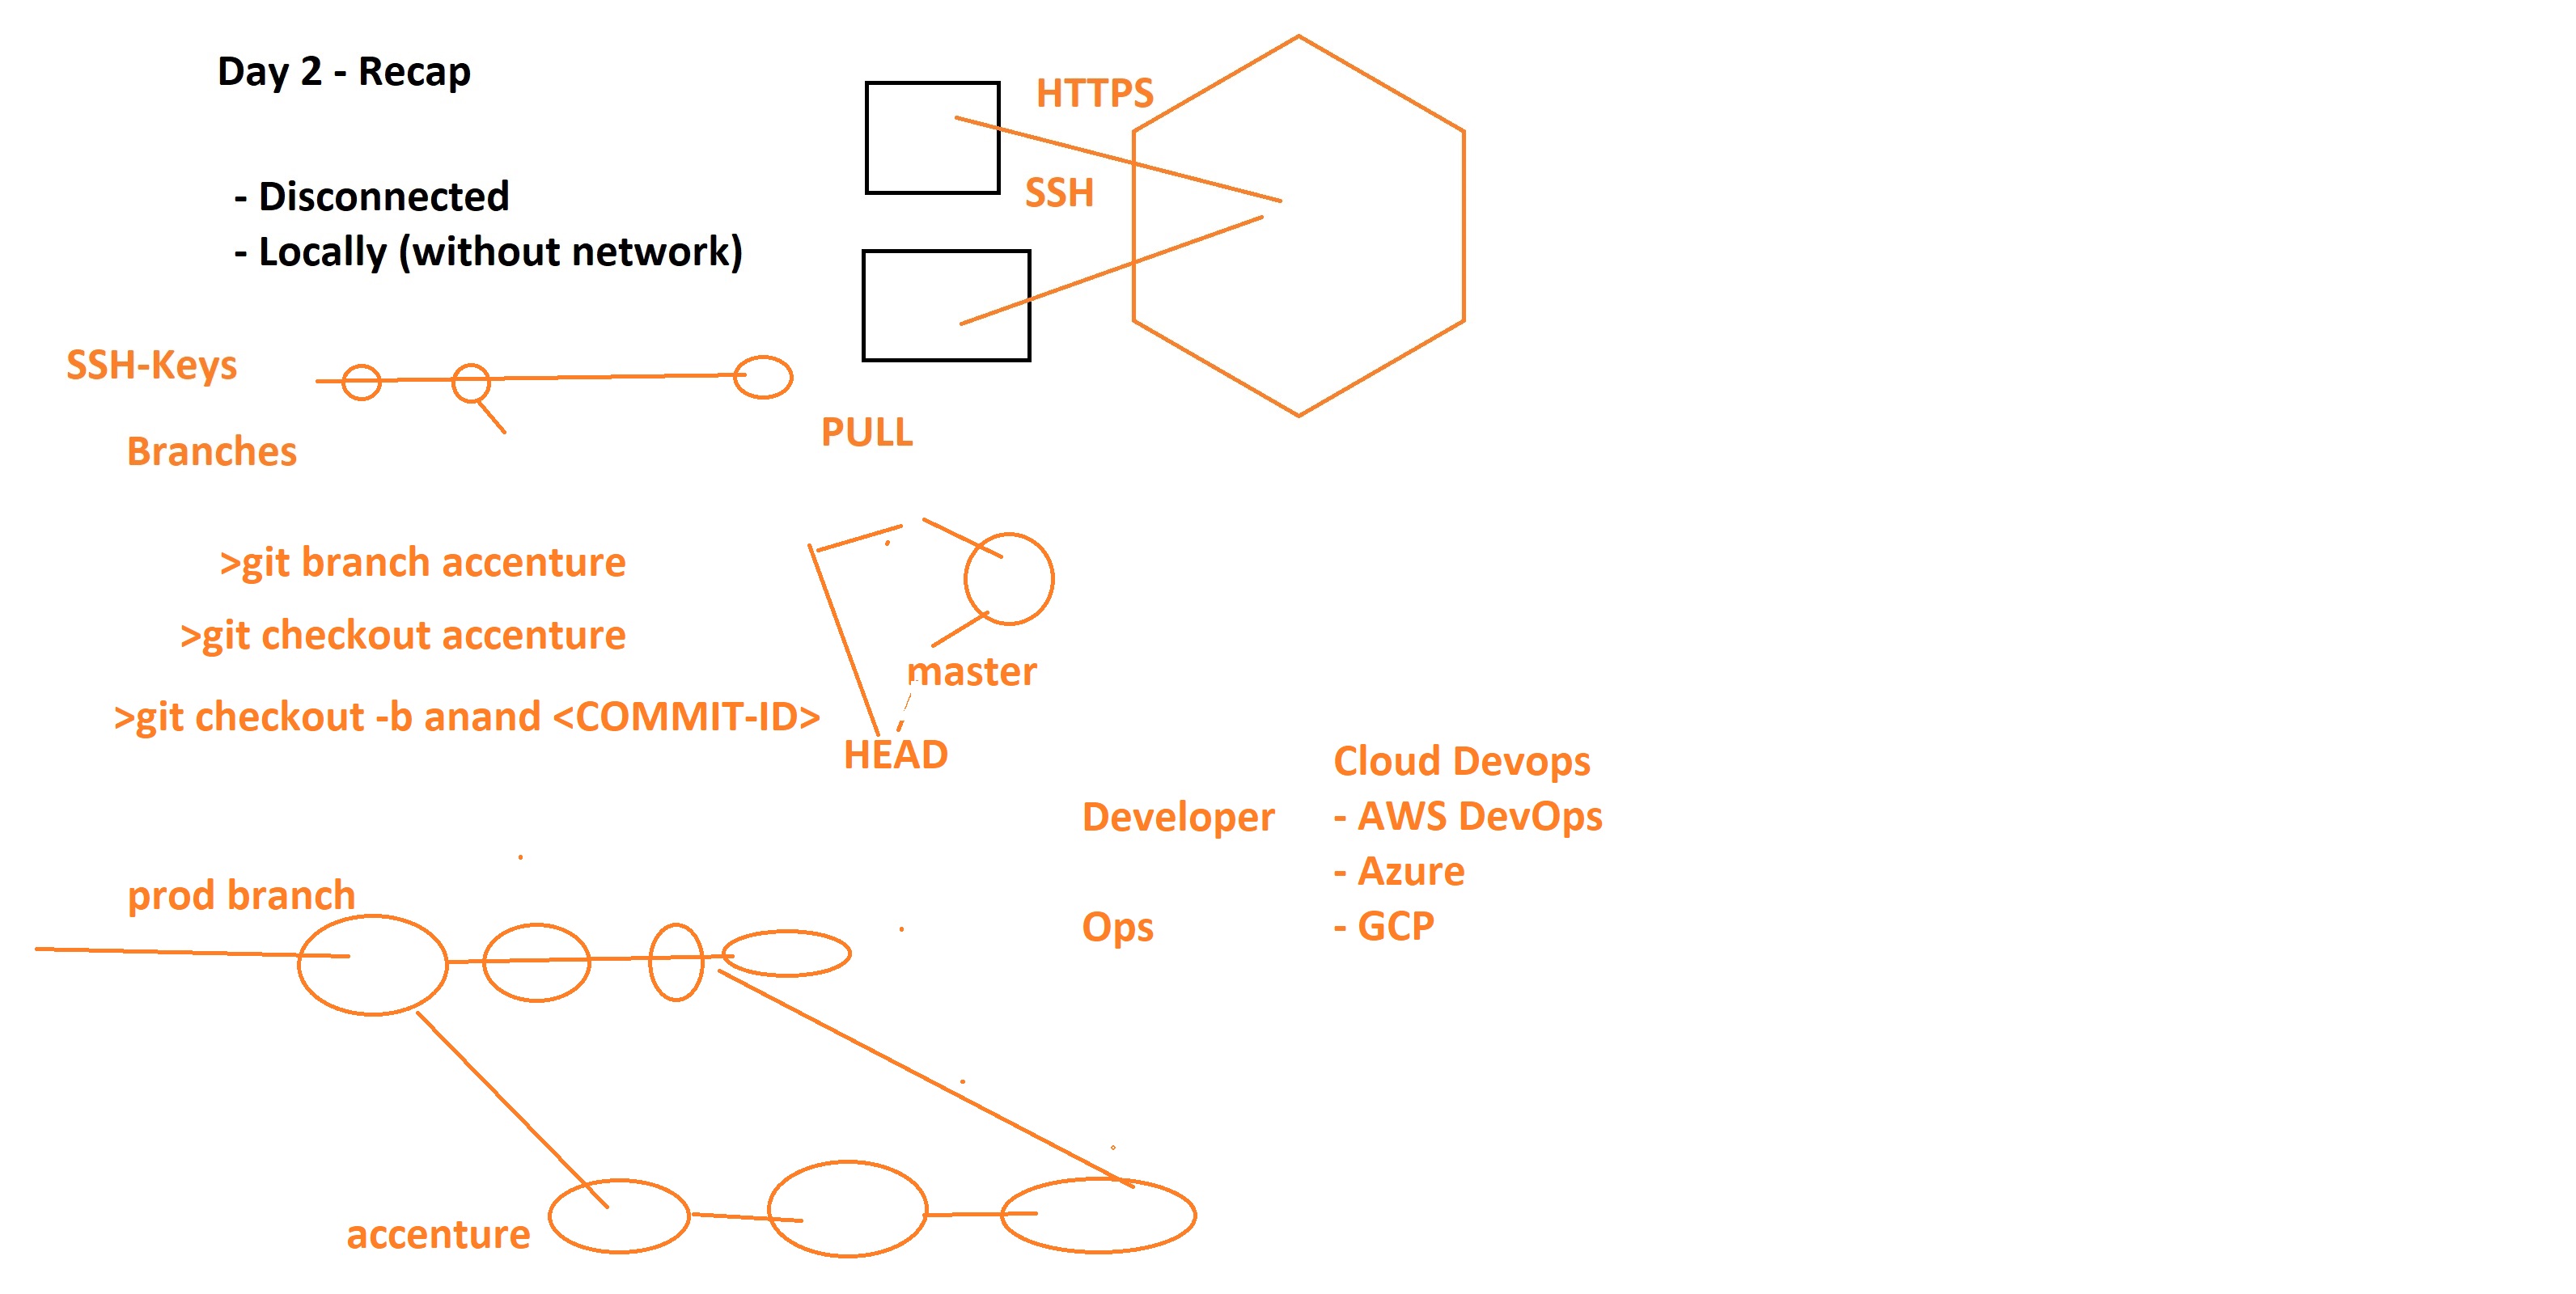 Day 2 - Recap
- Disconnected
- Locally (without network)
HTTPS
SSH
SSH-Keys
Branches
PULL
>git branch accenture
>git checkout accenture
>git checkout -b anand <COMMIT-ID>
master
HEAD
Developer
Ops
Cloud Devops
- AWS DevOps
- Azure
- GCP
prod branch
accenture